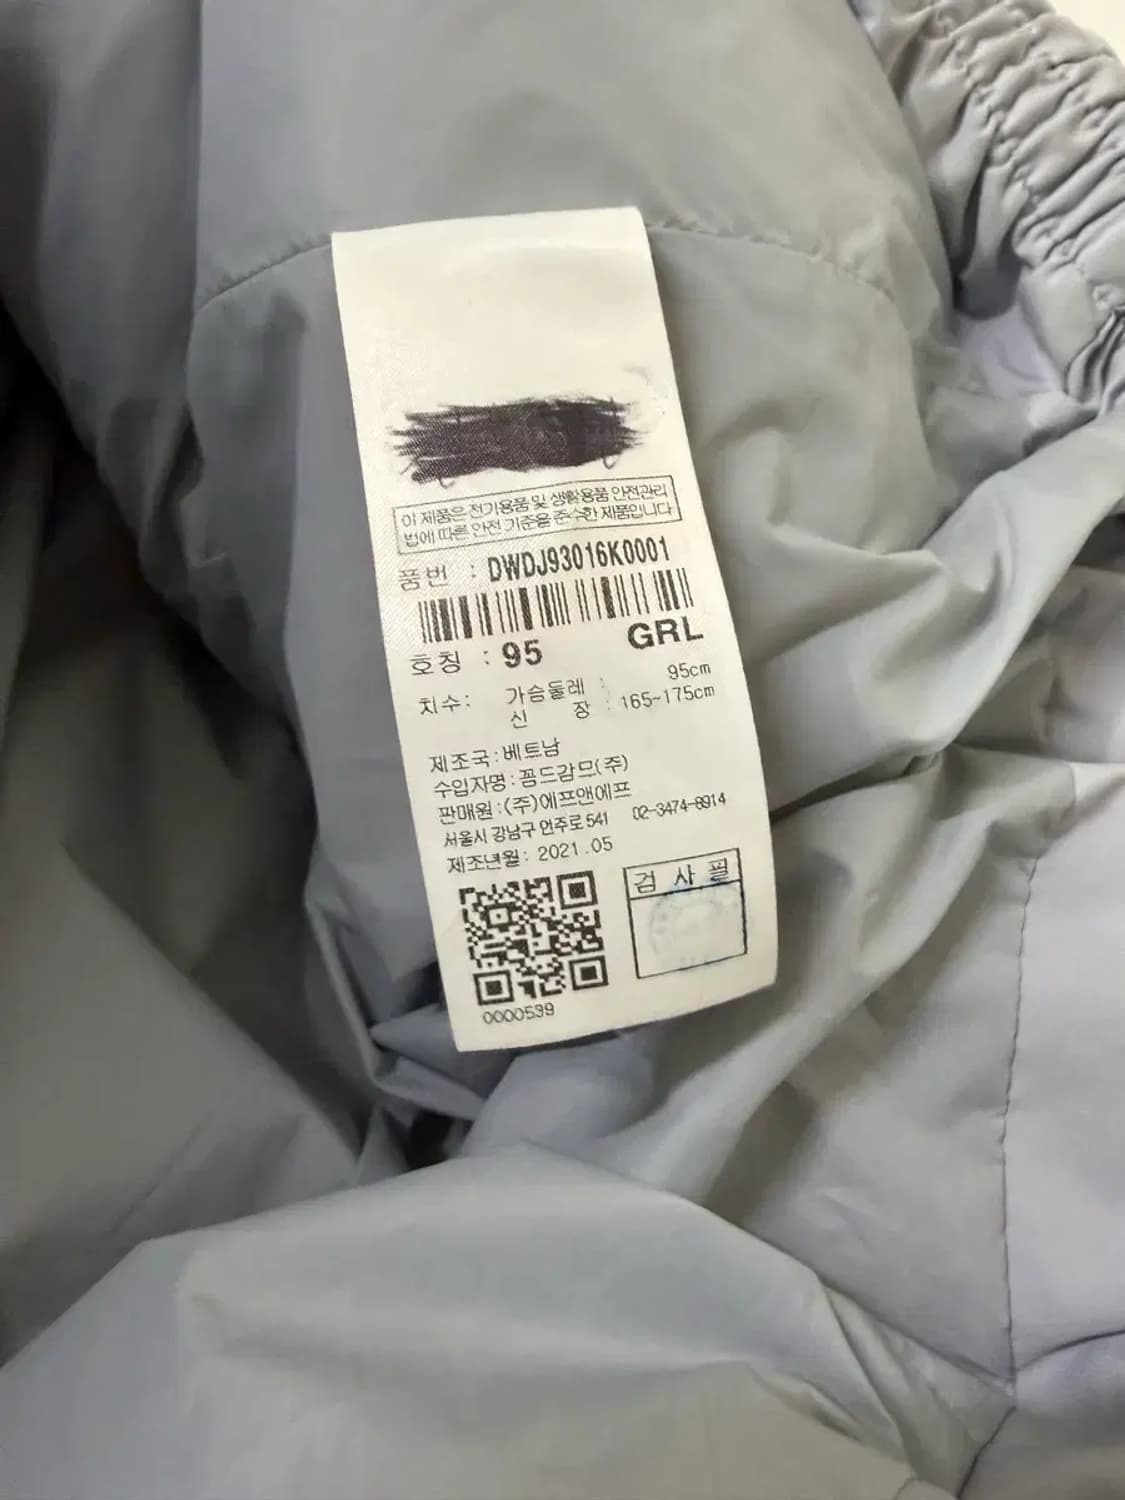 이 제품은 전기용품 및 생활용품 안전관리
법에 따른 안전 기준을 준수한 제품입니다
품번 : DWDJ93016K0001
호칭 : 95 GRL
치수: 가슴둘레 : 95cm
신 장 : 165~175cm
제조국:베트남
수입자명:꼼드감므(주)
판매원:(주)에프앤에프
서울시 강남구 언주로 541 02-3474-8914
제조년월: 2021.05
검 사 필
0000539